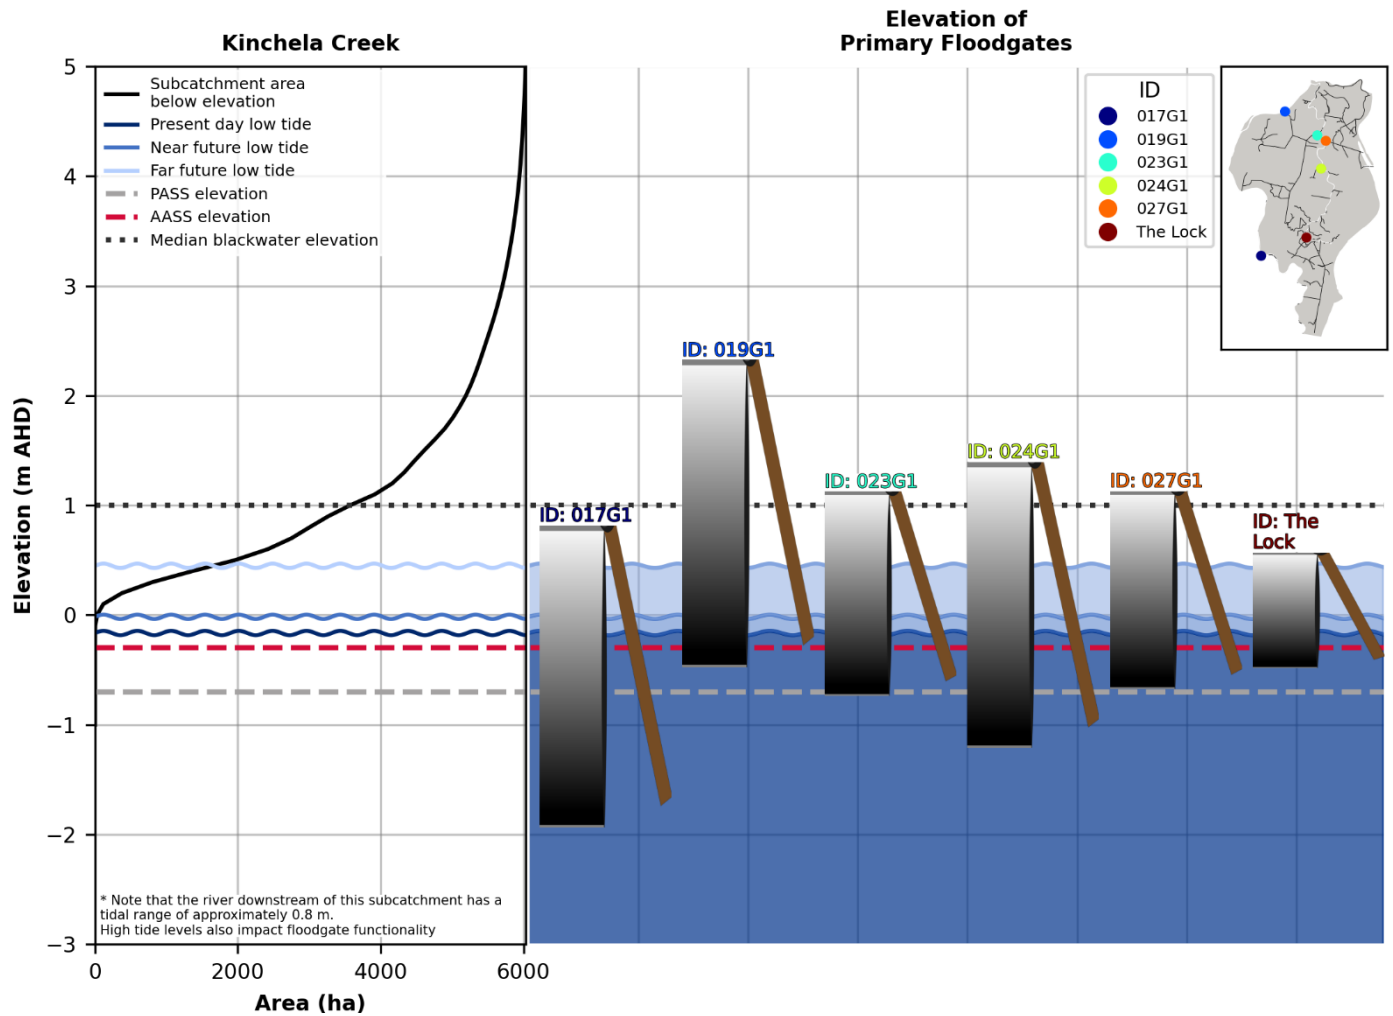 Kinchela Creek
Elevation of
Primary Floodgates
Elevation (m AHD)
5
4
3
2
1
0
−1
−2
−3
Subcatchment area
below elevation
Present day low tide
Near future low tide
Far future low tide
PASS elevation
AASS elevation
Median blackwater elevation
* Note that the river downstream of this subcatchment has a
tidal range of approximately 0.8 m.
High tide levels also impact floodgate functionality
0
2000
4000
6000
Area (ha)
ID: 017G1
ID: 019G1
ID: 023G1
ID: 024G1
ID: 027G1
ID: The
Lock
ID
017G1
019G1
023G1
024G1
027G1
The Lock